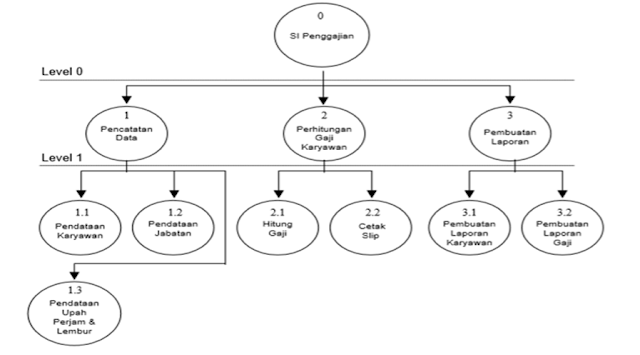 0
SI Penggajian
Level 0
1
Pencatatan
Data
2
Perhitungan
Gaji
Karyawan
3
Pembuatan
Laporan
Level 1
1.1
Pendataan
Karyawan
1.2
Pendataan
Jabatan
2.1
Hitung
Gaji
2.2
Cetak
Slip
3.1
Pembuatan
Laporan
Karyawan
3.2
Pembuatan
Laporan
Gaji
1.3
Pendataan
Upah
Perjam &
Lembur